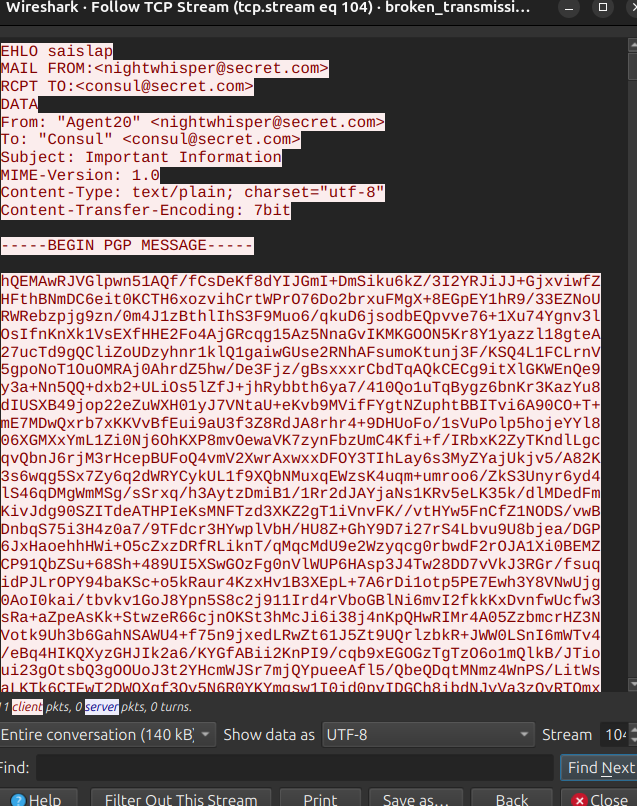 Wireshark · Follow TCP Stream (tcp.stream eq 104) · broken_transmissi...
EHLO saislap
MAIL FROM:<nightwhisper@secret.com>
RCPT TO:<consul@secret.com>
DATA
From: "Agent20" <nightwhisper@secret.com>
To: "Consul" <consul@secret.com>
Subject: Important Information
MIME-Version: 1.0
Content-Type: text/plain; charset="utf-8"
Content-Transfer-Encoding: 7bit
-----BEGIN PGP MESSAGE-----
hQEMAwRJVGlpwn51AQf/fCsDeKf8dYIJGmI+DmSiku6kZ/3I2YRJiJJ+GjxviwfZ
HFthBNmDC6eit0KCTH6xozvihCrtWPrO76Do2brxuFMgX+8EGpEY1hR9/33EZNoU
RWRebzpjg9zn/0m4J1zBthlIhS3F9Muo6/qkuD6jsodbEQpvve76+1Xu74Ygnv3l
OsIfnKnXk1VsEXfHHE2Fo4AjGRcqg15Az5NnaGvIKMKGOON5Kr8Y1yazzl18gteA
27ucTd9gQCliZoUDzyhnr1klQ1gaiwGUse2RNhAFsumoKtunj3F/KSQ4L1FCLrnV
5gpoNoT1OuOMRAj0AhrdZ5hw/De3Fjz/gBsxxxrCbdTqAQkCECg9itXlGKWEnQe9
y3a+Nn5QQ+dxb2+ULiOs5lZfJ+jhRybbth6ya7/410Qo1uTqBygz6bnKr3KazYu8
dIUSXB49jop22eZuWXH01yJ7VNtaU+eKvb9MVifFYgtNZuphtBBITvi6A90CO+T+
mE7MDwQxrb7xKKVvBfEui9aU3f3Z8RdJA8rhr4+9DHUoFo/1sVuPolp5hojeYYl8
06XGMXxYmL1Zi0Nj6OhKXP8mvOewaVK7zynFbzUmC4Kfi+f/IRbxK2ZyTKndlLgc
qvQbnJ6rjM3rHcepBUFoQ4vmV2XwrAxwxxDFOY3TIhLay6s3MyZYajUkjv5/A82K
3s6wqg5Sx7Zy6q2dWRYCykUL1f9XQbNMuxqEWzsK4uqm+umroo6/ZkS3Unyr6yd4
lS46qDMgWmMSg/sSrxq/h3AytzDmiB1/1Rr2dJAYjaNs1KRv5eLK35k/dlMDedFm
KivJdg90SZITdeATHPIeKsMNFTzd3XKZ2gT1iVnvFK//vtHYw5FnCfZ1NODS/vwB
DnbqS75i3H4z0a7/9TFdcr3HYwplVbH/HU8Z+GhY9D7i27rS4Lbvu9U8bjea/DGP
6JxHaoehhHWi+O5cZxzDRfRLiknT/qMqcMdU9e2Wzyqcg0rbwdF2rOJA1Xi0BEMZ
CP91QbZSu+68Sh+489UI5XSwGOzFg0nVlWUP6HAsp3J4Tw28DD7vVkJ3RGr/fsuq
idPJLrOPY94baKSc+o5kRaur4KzxHv1B3XEpL+7A6rDi1otp5PE7Ewh3Y8VNwUjg
0AoI0kai/tbvkv1GoJ8Ypn5S8c2j911Ird4rVboGBlNi6mvI2fkkKxDvnfwUcfw3
sRa+aZpeAsKk+StwzeR66cjnOKSt3hMcJi6i38j4nKpQHwRIMr4A05ZzbmcrHZ3N
Votk9Uh3b6GahNSAWU4+f75n9jxedLRwZt61J5Zt9UQrlzbkR+JWW0LSnI6mWTv4
/eBq4HIKQXyzGHJIk2a6/KYGfABii2KnPI9/cqb9xEGOGzTgTzO6o1mQlkB/JTio
ui23gOtsbQ3gOOUoJ3t2YHcmWJSr7mjQYpueeAfl5/QbeQDqtMNmz4WnPS/LitWs
11 client pkts, 0 server pkts, 0 turns.
Entire conversation (140 kB) Show data as UTF-8 Stream 104
Find: Find Next
Help Filter Out This Stream Print Save as... Back Close